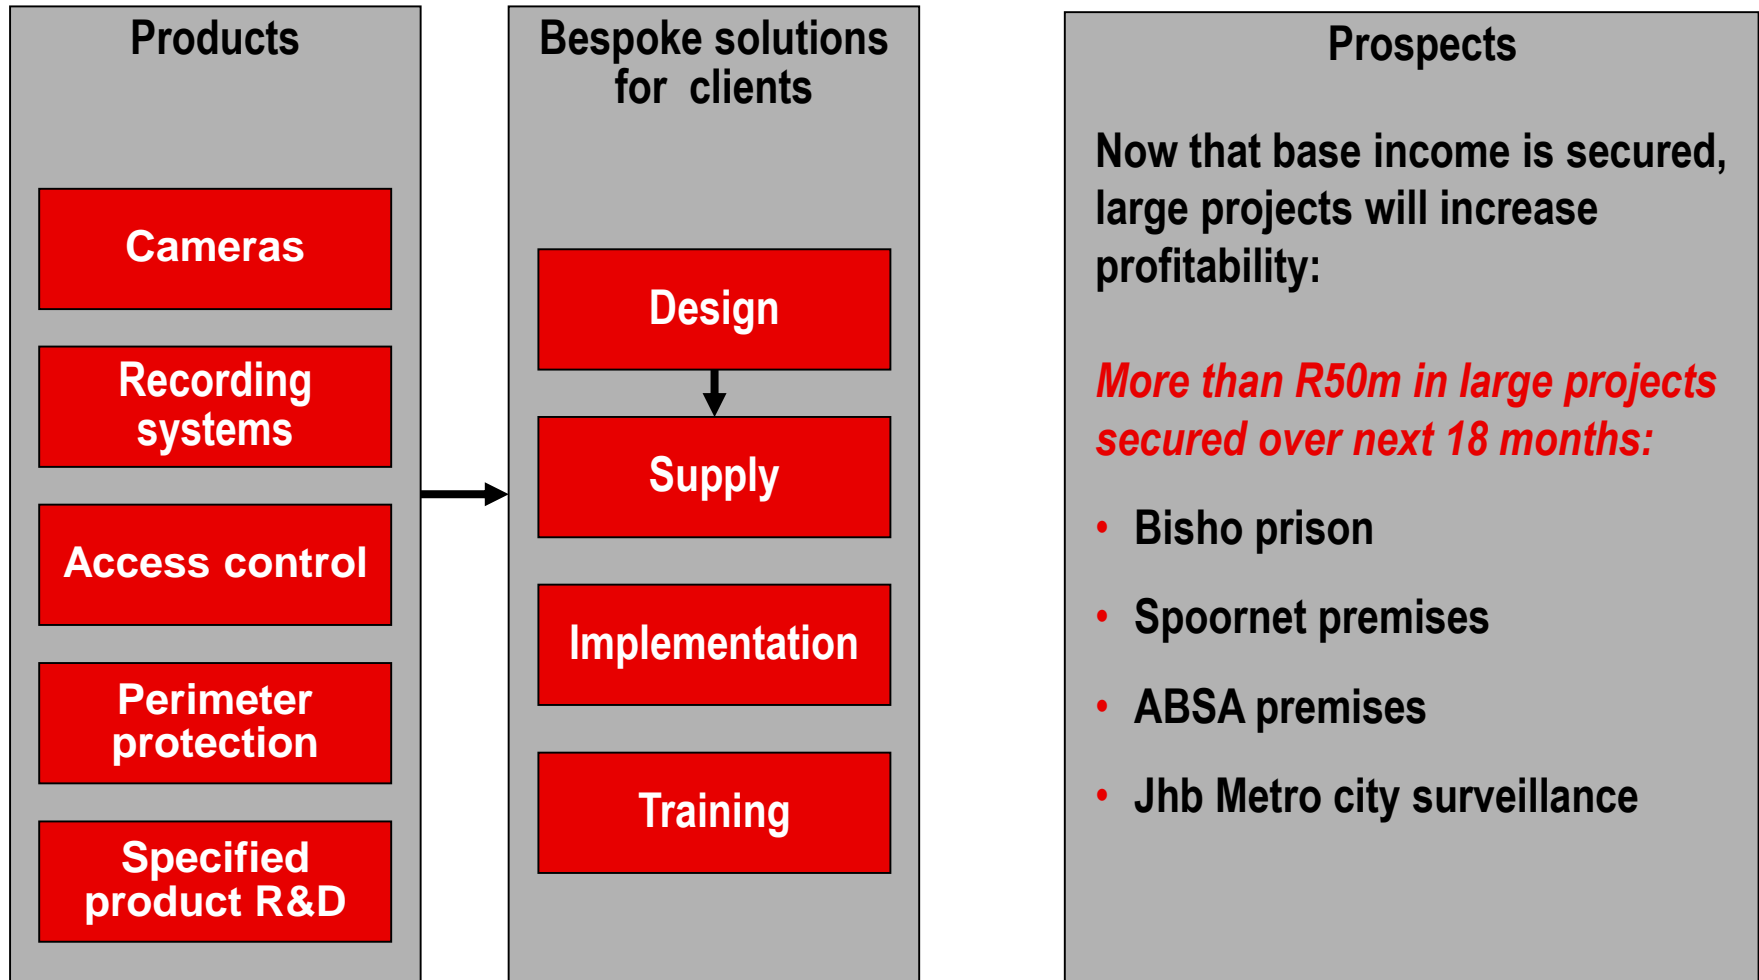 Products
Cameras
Recording
systems
Access control
Perimeter
protection
Specified
product R&D
Bespoke solutions
for clients
Design
Supply
Implementation
Training
Prospects
Now that base income is secured,
large projects will increase
profitability:
More than R50m in large projects
secured over next 18 months:
• Bisho prison
• Spoornet premises
• ABSA premises
• Jhb Metro city surveillance